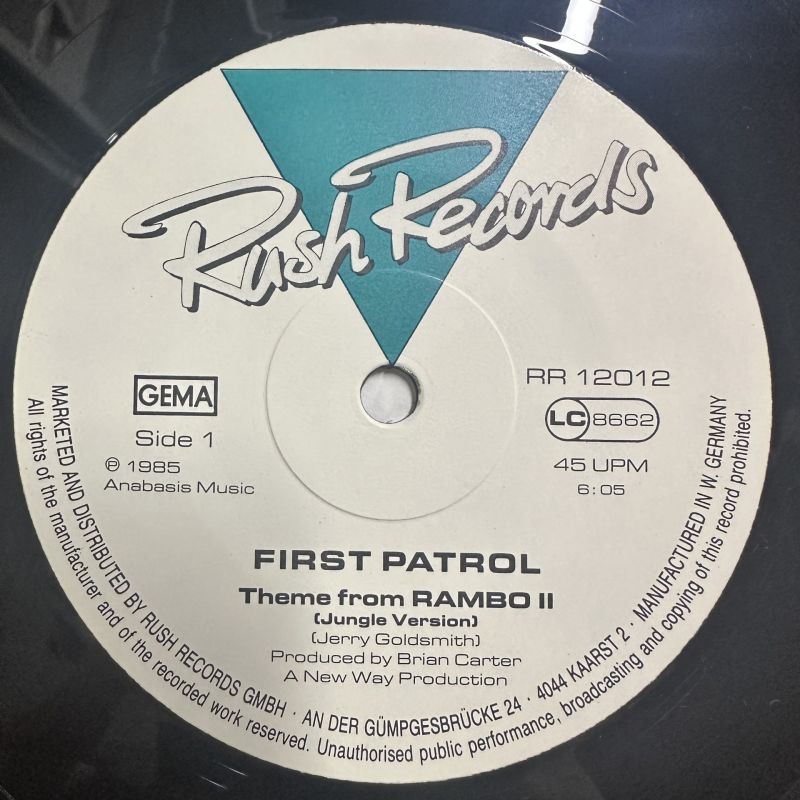 Rush Records
GEMA
Side 1
℗ 1985
Anabasis Music
RR 12012
LC 8662
45 UPM
6:05
FIRST PATROL
Theme from RAMBO II
(Jungle Version)
(Jerry Goldsmith)
Produced by Brian Carter
A New Way Production
MARKETED AND DISTRIBUTED BY RUSH RECORDS GMBH · AN DER GÜMPGESBRÜCKE 24 · 4044 KAARST 2 · MANUFACTURED IN W. GERMANY
All rights of the manufacturer and of the recorded work reserved. Unauthorised public performance, broadcasting and copying of this record prohibited.